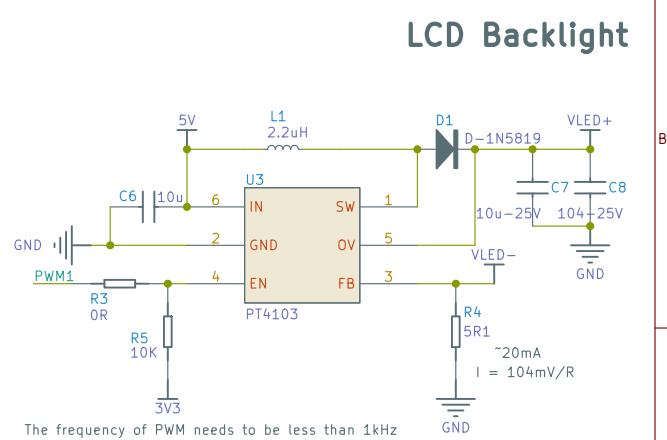 LCD Backlight
B
5V
L1
2.2uH
D1
D-1N5819
VLED+
U3
C6
10u
6
IN
SW
1
C7
C8
10u-25V
104-25V
GND
2
GND
OV
5
VLED-
GND
PWM1
4
EN
FB
3
R3
0R
PT4103
R4
5R1
R5
10K
~20mA
I = 104mV/R
3V3
GND
The frequency of PWM needs to be less than 1kHz